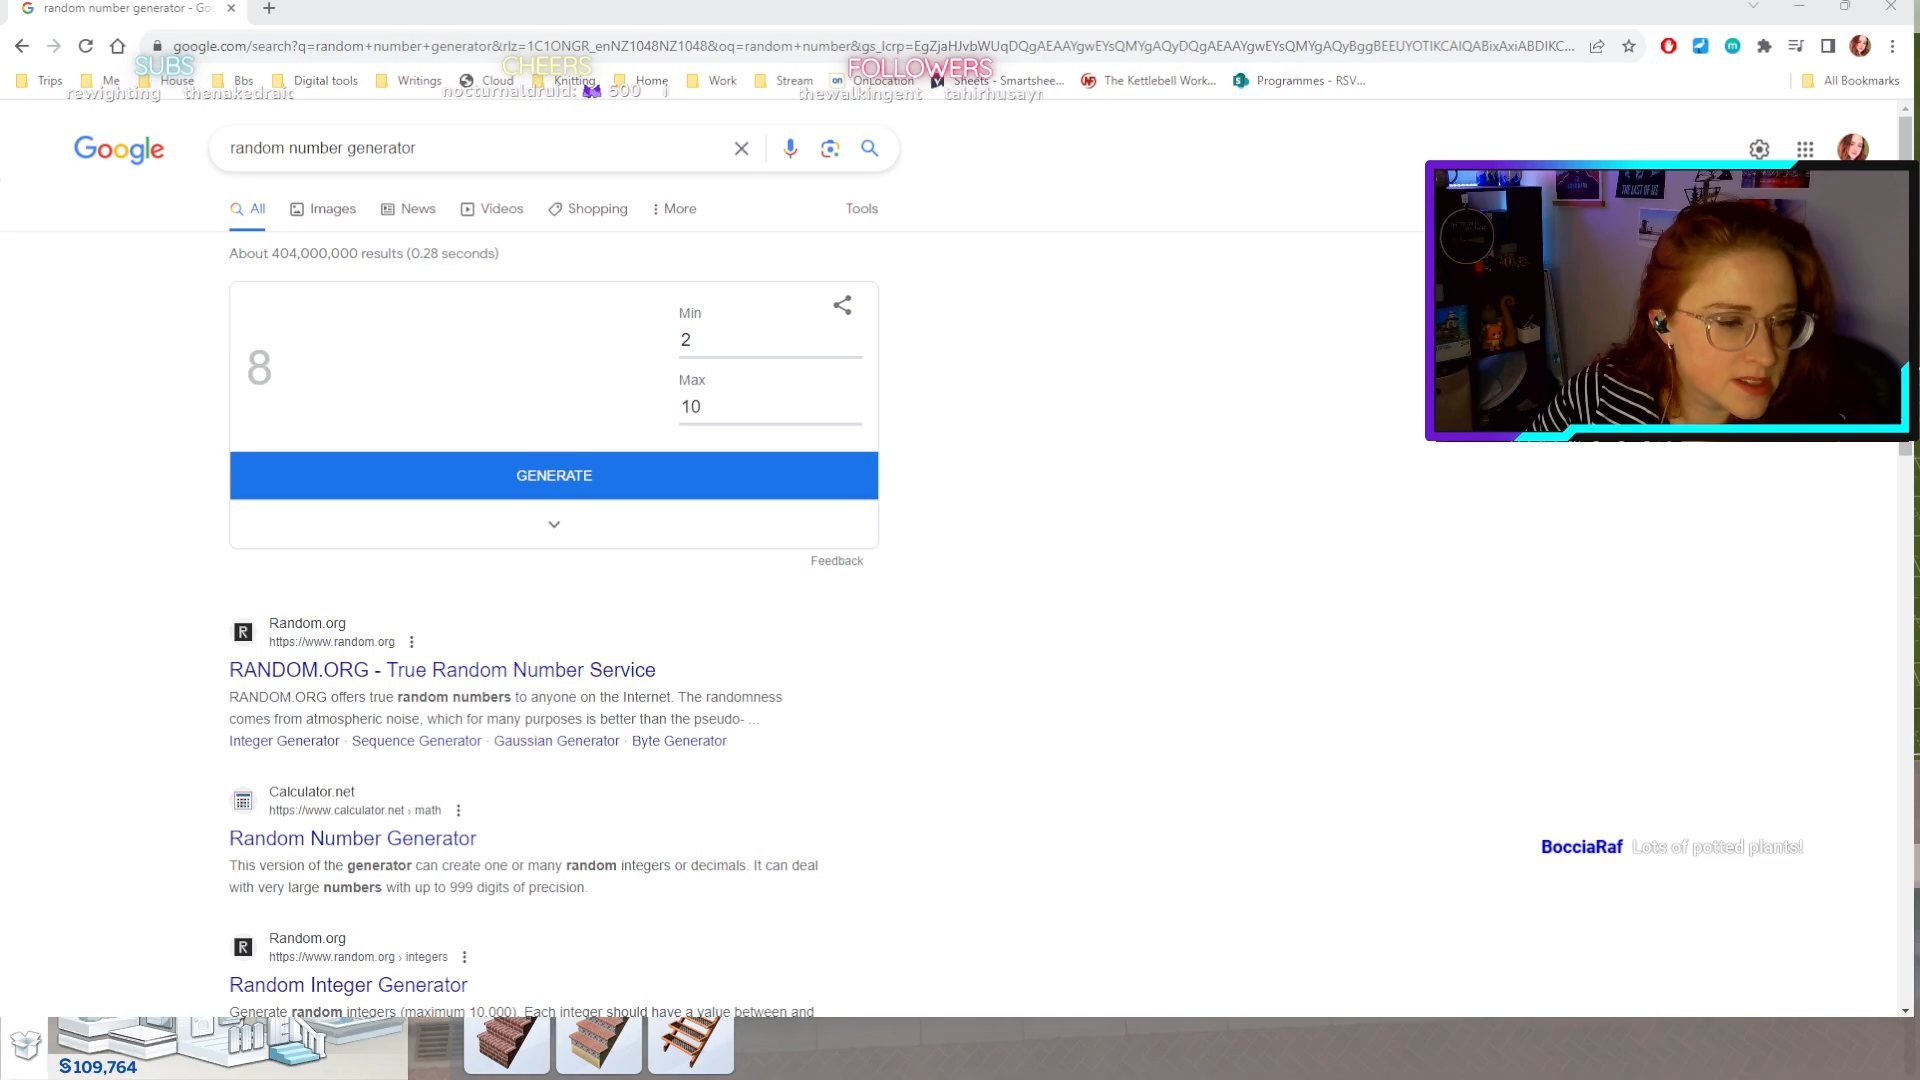 random number generator - Go
google.com/search?q=random+number+generator&rlz=1C1ONGR_enNZ1048NZ1048&oq=random+number&gs_lcrp=EgZjaHJvbWUqDQgAEAAYgwEYsQMYgAQyDQgAEAAYgwEYsQMYgAQyBggBEEUYOTIKCAIQABixAxiABDIKC...
Trips Me House Bbs Digital tools Writings Cloud Knitting Home Work Stream OnLocation Sheets - Smartshee... The Kettlebell Work... Programmes - RSV... All Bookmarks
SUBS CHEERS FOLLOWERS
rewighting thenakedrait nocturnaldruid: 500 thewalkingent tahirhusayn
Google
random number generator
All Images News Videos Shopping More Tools
About 404,000,000 results (0.28 seconds)
Min
2
8
Max
10
GENERATE
Feedback
Random.org
https://www.random.org
RANDOM.ORG - True Random Number Service
RANDOM.ORG offers true random numbers to anyone on the Internet. The randomness
comes from atmospheric noise, which for many purposes is better than the pseudo- ...
Integer Generator · Sequence Generator · Gaussian Generator · Byte Generator
Calculator.net
https://www.calculator.net › math
Random Number Generator
This version of the generator can create one or many random integers or decimals. It can deal
with very large numbers with up to 999 digits of precision.
BocciaRaf Lots of potted plants!
Random.org
https://www.random.org › integers
Random Integer Generator
Generate random integers (maximum 10,000). Each integer should have a value between and
THE LAST OF US
§109,764